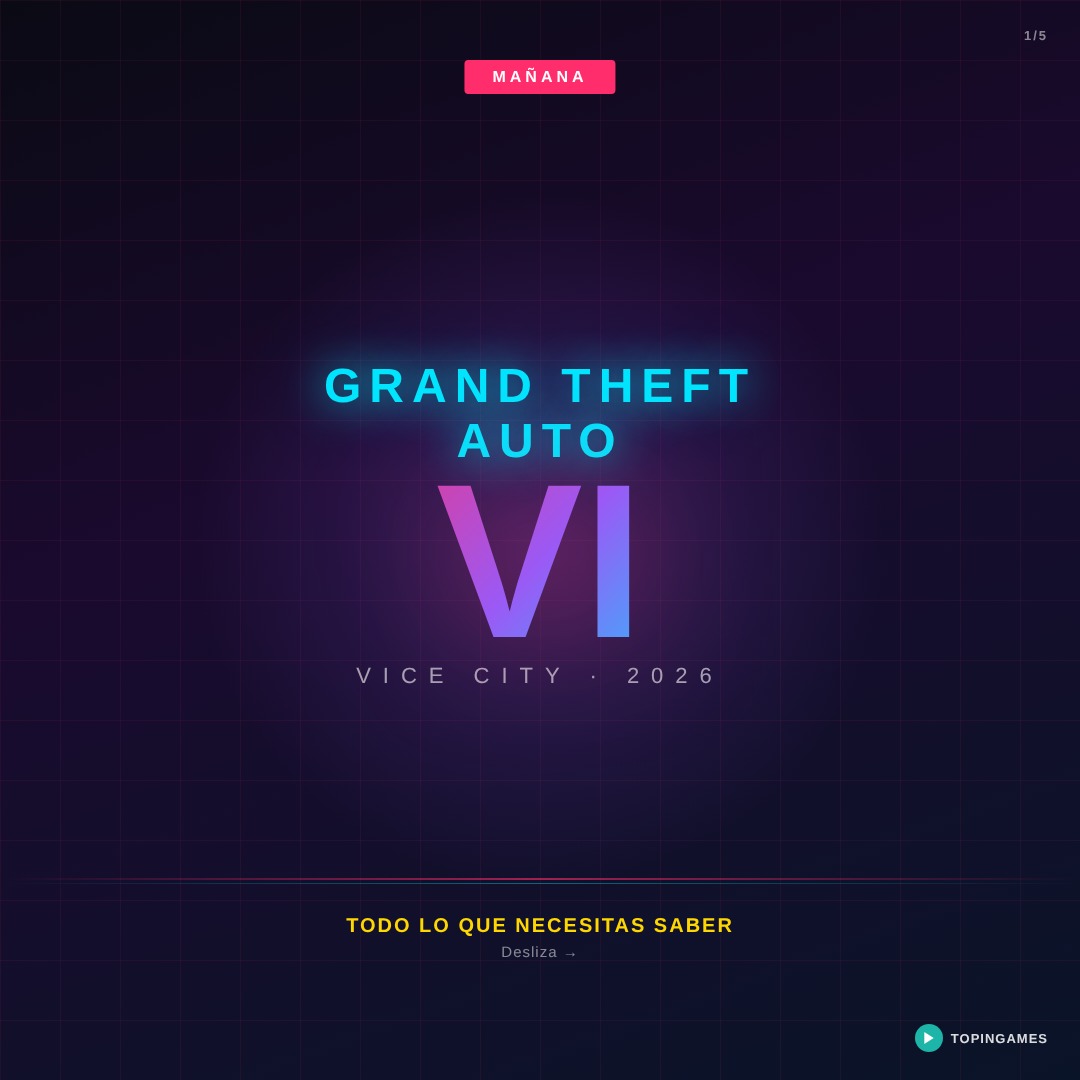 1/5
MAÑANA
GRAND THEFT
AUTO
VI
VICE CITY · 2026
TODO LO QUE NECESITAS SABER
Desliza →
TOPINGAMES